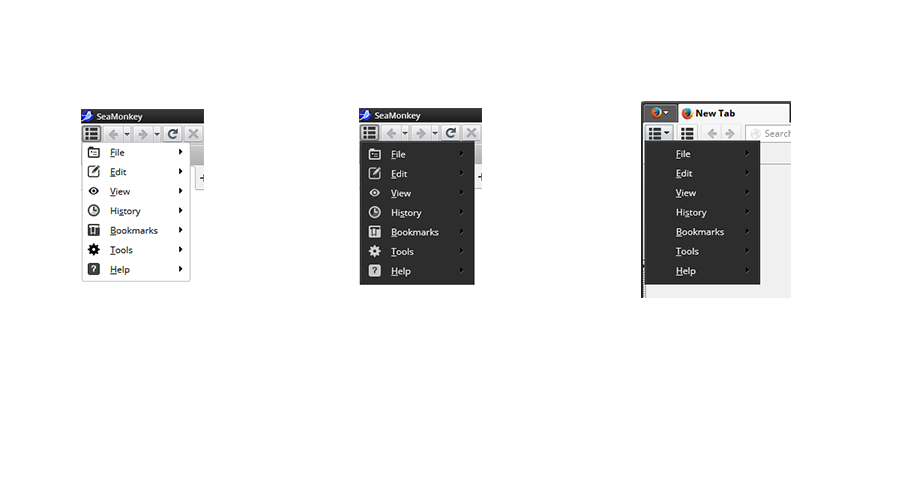 SeaMonkey
File
Edit
View
History
Bookmarks
Tools
Help
SeaMonkey
File
Edit
View
History
Bookmarks
Tools
Help
New Tab
Search
File
Edit
View
History
Bookmarks
Tools
Help